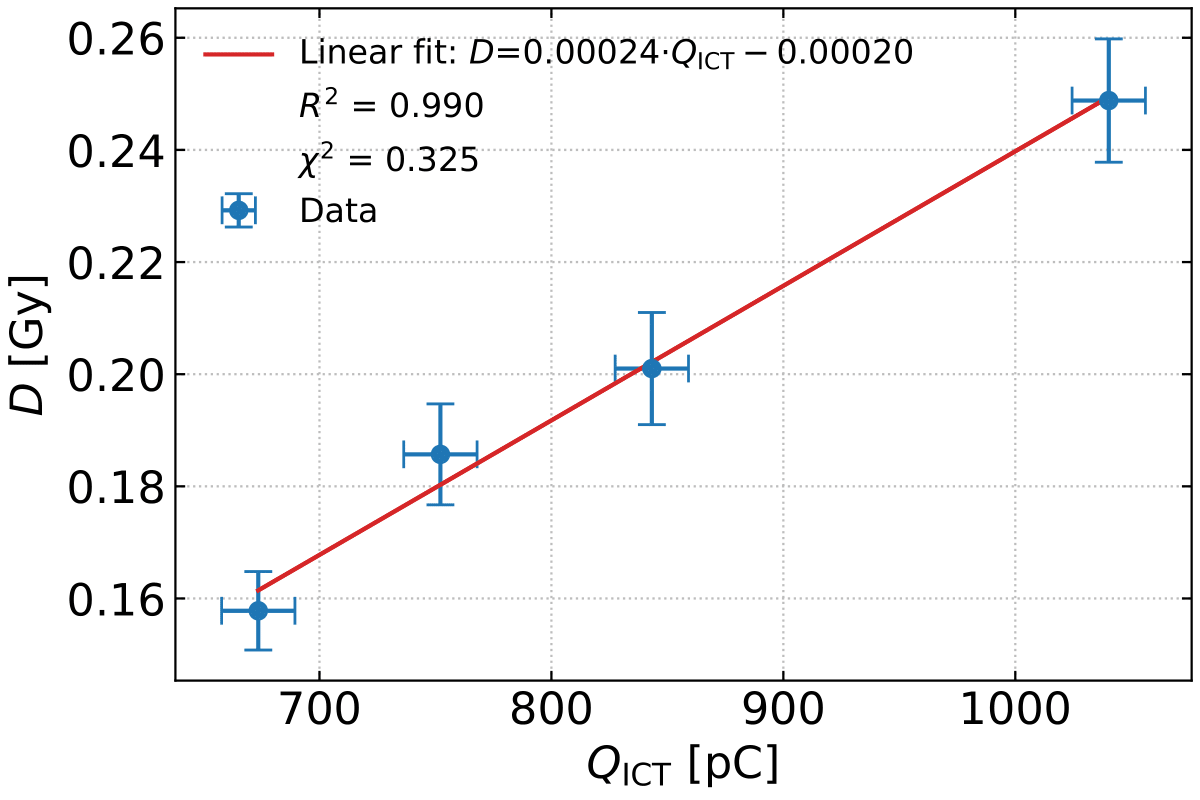 0.26
0.24
0.22
0.20
0.18
0.16
D [Gy]
Linear fit: D=0.00024·Q_ICT − 0.00020
R² = 0.990
χ² = 0.325
Data
700 800 900 1000
Q_ICT [pC]